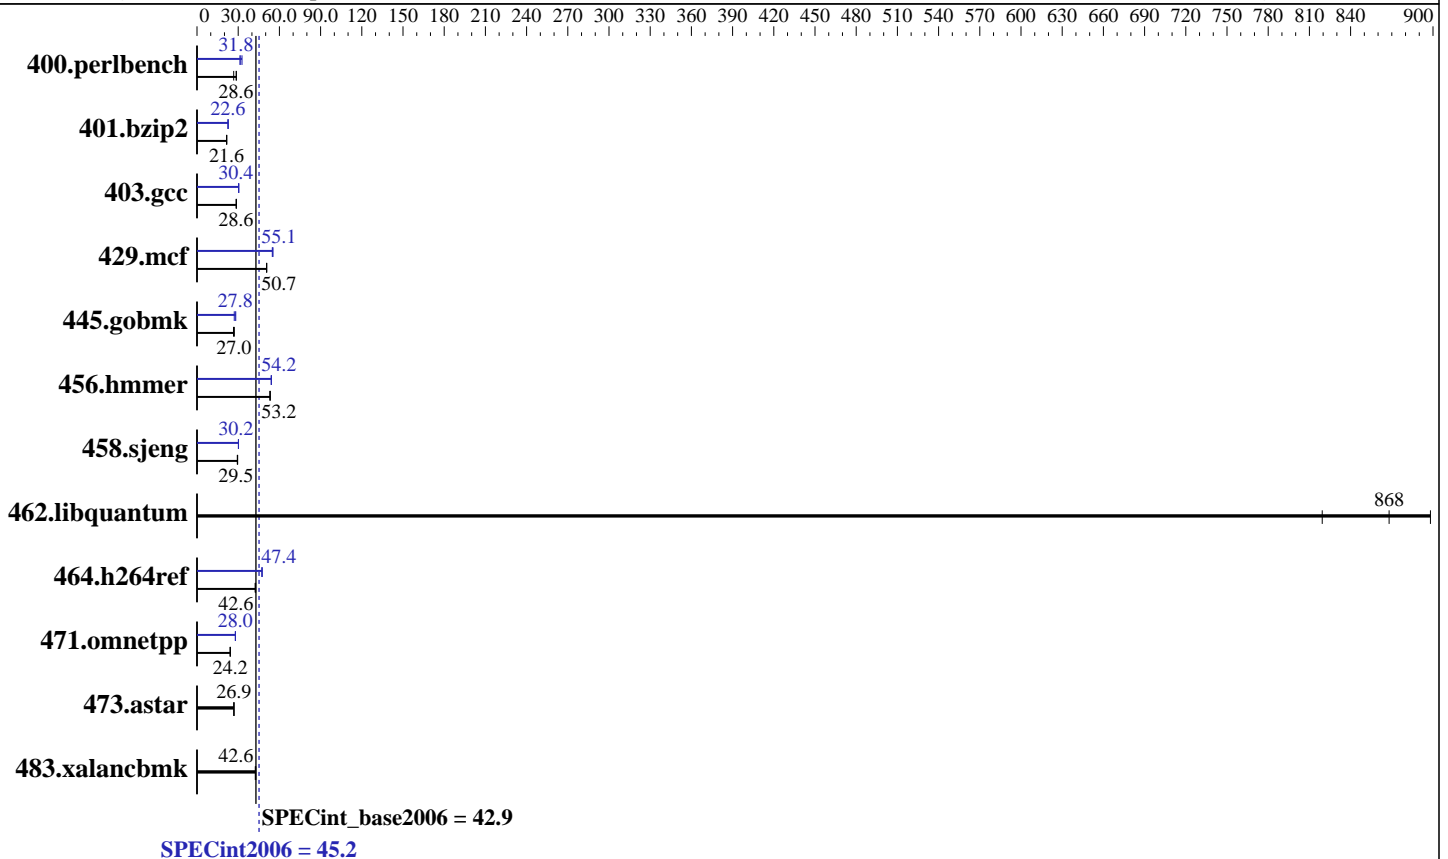 0 30.0 60.0 90.0 120 150 180 210 240 270 300 330 360 390 420 450 480 510 540 570 600 630 660 690 720 750 780 810 840 900
31.8
400.perlbench
28.6
22.6
401.bzip2
21.6
30.4
403.gcc
28.6
55.1
429.mcf
50.7
27.8
445.gobmk
27.0
54.2
456.hmmer
53.2
30.2
458.sjeng
29.5
868
462.libquantum
47.4
464.h264ref
42.6
28.0
471.omnetpp
24.2
26.9
473.astar
42.6
483.xalancbmk
SPECint_base2006 = 42.9
SPECint2006 = 45.2